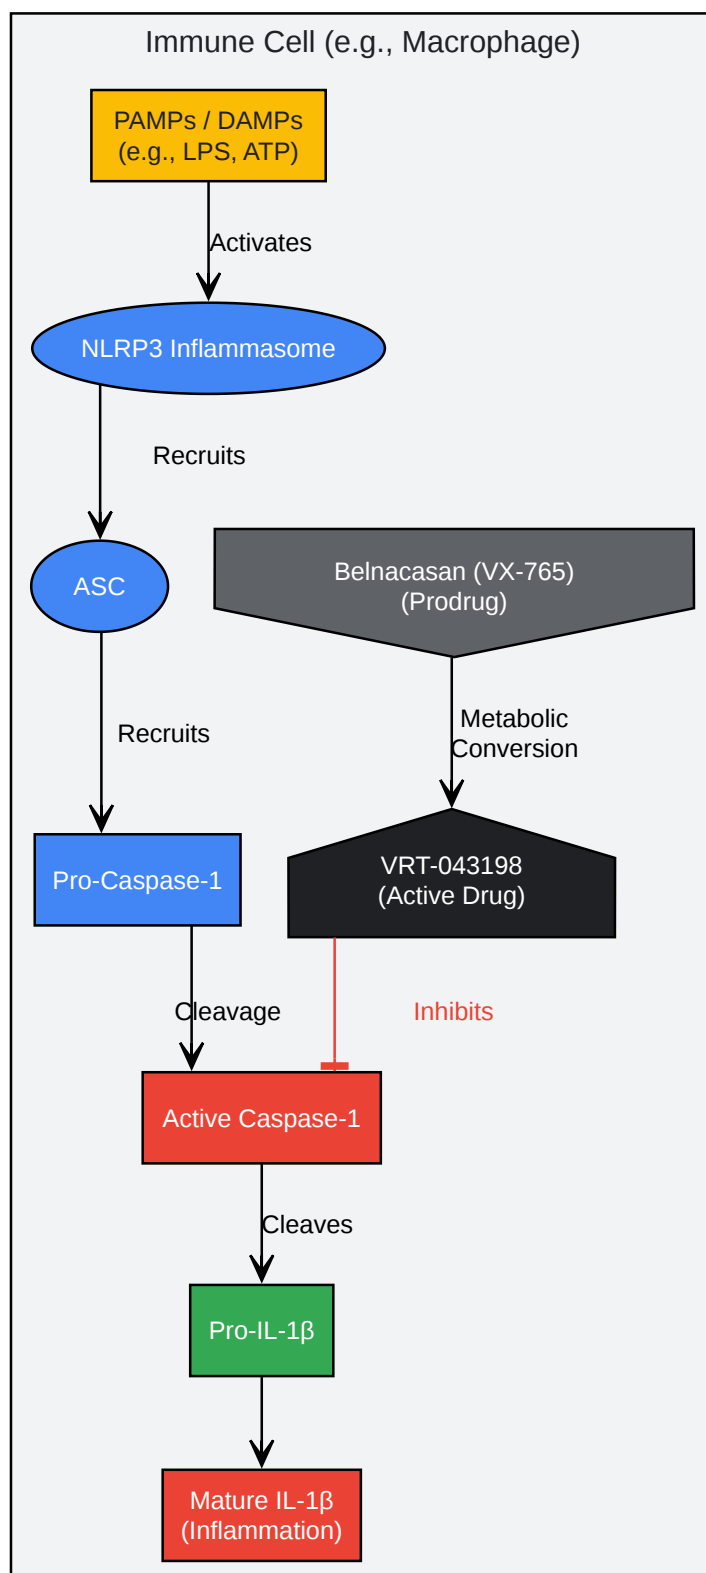 Immune Cell (e.g., Macrophage)
PAMPs / DAMPs
(e.g., LPS, ATP)
Activates
NLRP3 Inflammasome
Recruits
ASC
Belnacasan (VX-765)
(Prodrug)
Recruits
Metabolic
Conversion
Pro-Caspase-1
VRT-043198
(Active Drug)
Cleavage
Inhibits
Active Caspase-1
Cleaves
Pro-IL-1β
Mature IL-1β
(Inflammation)